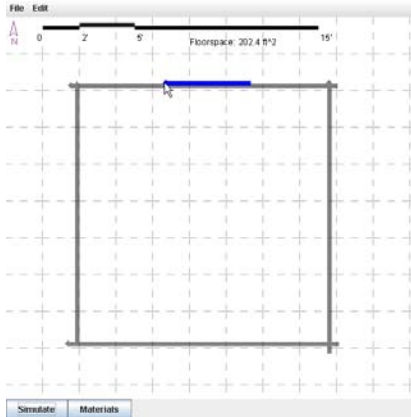 File Edit
N
0 2' 5' 15'
Floorspace: 202.4 ft^2
Simulate Materials